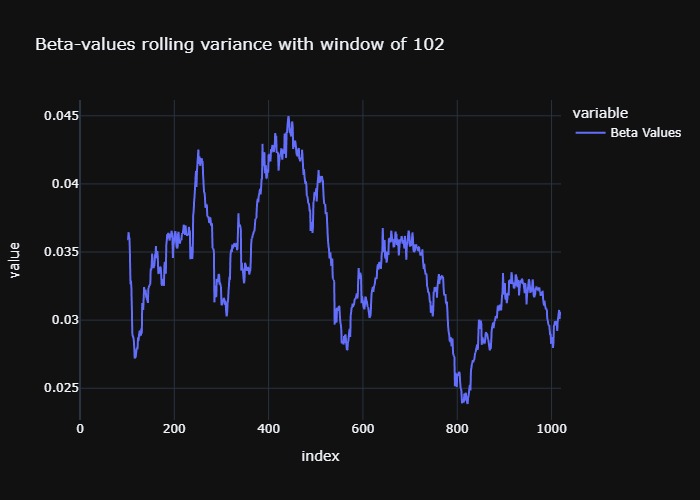 Beta-values rolling variance with window of 102
variable
Beta Values
0.045
0.04
0.035
0.03
0.025
value
0
200
400
600
800
1000
index